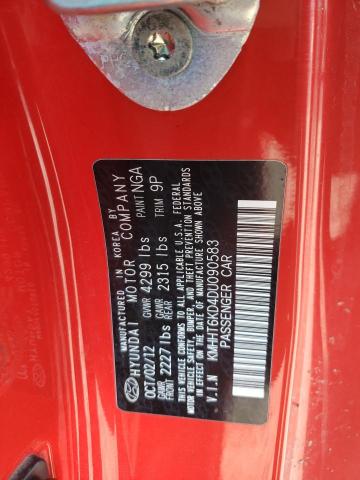 MANUFACTURED IN KOREA BY
HYUNDAI MOTOR COMPANY
OCT/02/12 GVWR 4299 lbs PAINT NGA
GAWR FRONT 2227 lbs GAWR REAR 2315 lbs TRIM 9P
THIS VEHICLE CONFORMS TO ALL APPLICABLE U.S.A. FEDERAL
MOTOR VEHICLE SAFETY, BUMPER, AND THEFT PREVENTION STANDARDS
IN EFFECT ON THE DATE OF MANUFACTURE SHOWN ABOVE.
V.I.N KMHHT6KD4DU090583
PASSENGER CAR